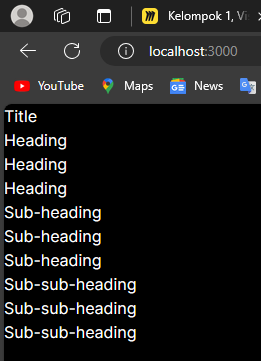 Kelompok 1, Vis
localhost:3000
YouTube
Maps
News
Title
Heading
Heading
Heading
Sub-heading
Sub-heading
Sub-heading
Sub-sub-heading
Sub-sub-heading
Sub-sub-heading